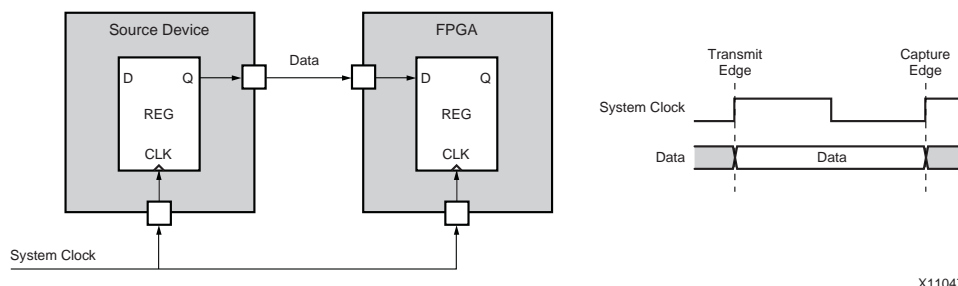 Source Device
FPGA
D Q
REG
CLK
Data
D Q
REG
CLK
System Clock
Transmit
Edge
Capture
Edge
System Clock
Data
Data